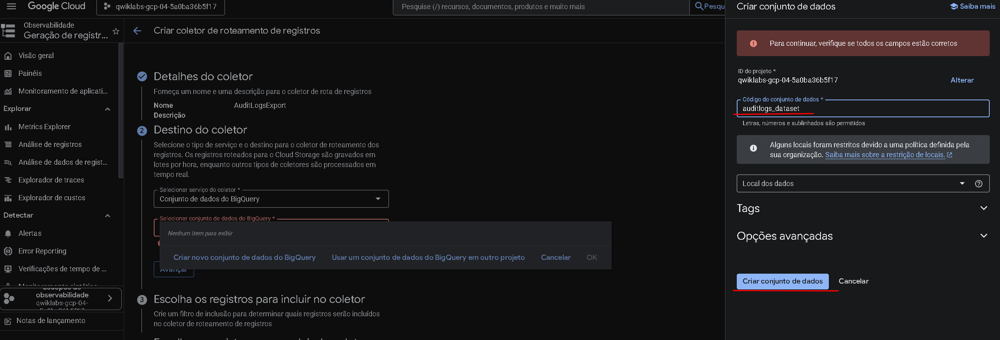 Google Cloud
qwiklabs-gcp-04-5a0ba36b5f17
Pesquise (/) recursos, documentos, produtos e muito mais
Pesqu
Observabilidade
Geração de registr...
Visão geral
Painéis
Monitoramento de aplicati...
Explorar
Metrics Explorer
Análise de registros
Análise de dados de regist...
Explorador de traces
Explorador de custos
Detectar
Alertas
Error Reporting
Verificações de tempo de ...
observabilidade
qwiklabs-gcp-04-
Notas de lançamento
Criar coletor de roteamento de registros
Detalhes do coletor
Forneça um nome e uma descrição para o coletor de rota de registros
Nome AuditLogsExport
Descrição
2 Destino do coletor
Selecione o tipo de serviço e o destino para o coletor de roteamento dos
registros. Os registros roteados para o Cloud Storage são gravados em
lotes por hora, enquanto outros tipos de coletores são processados em
tempo real.
Selecionar serviço do coletor *
Conjunto de dados do BigQuery
Selecionar conjunto de dados do BigQuery *
Nenhum item para exibir
Criar novo conjunto de dados do BigQuery Usar um conjunto de dados do BigQuery em outro projeto Cancelar OK
Avançar
3 Escolha os registros para incluir no coletor
Crie um filtro de inclusão para determinar quais registros serão incluídos
no coletor de roteamento de registros
Criar conjunto de dados
Saiba mais
Para continuar, verifique se todos os campos estão corretos
ID do projeto *
qwiklabs-gcp-04-5a0ba36b5f17
Alterar
Código do conjunto de dados *
auditlogs_dataset
Letras, números e sublinhados são permitidos
Alguns locais foram restritos devido a uma política definida pela
sua organização. Saiba mais sobre a restrição de locais.
Local dos dados
Tags
Opções avançadas
Criar conjunto de dados Cancelar